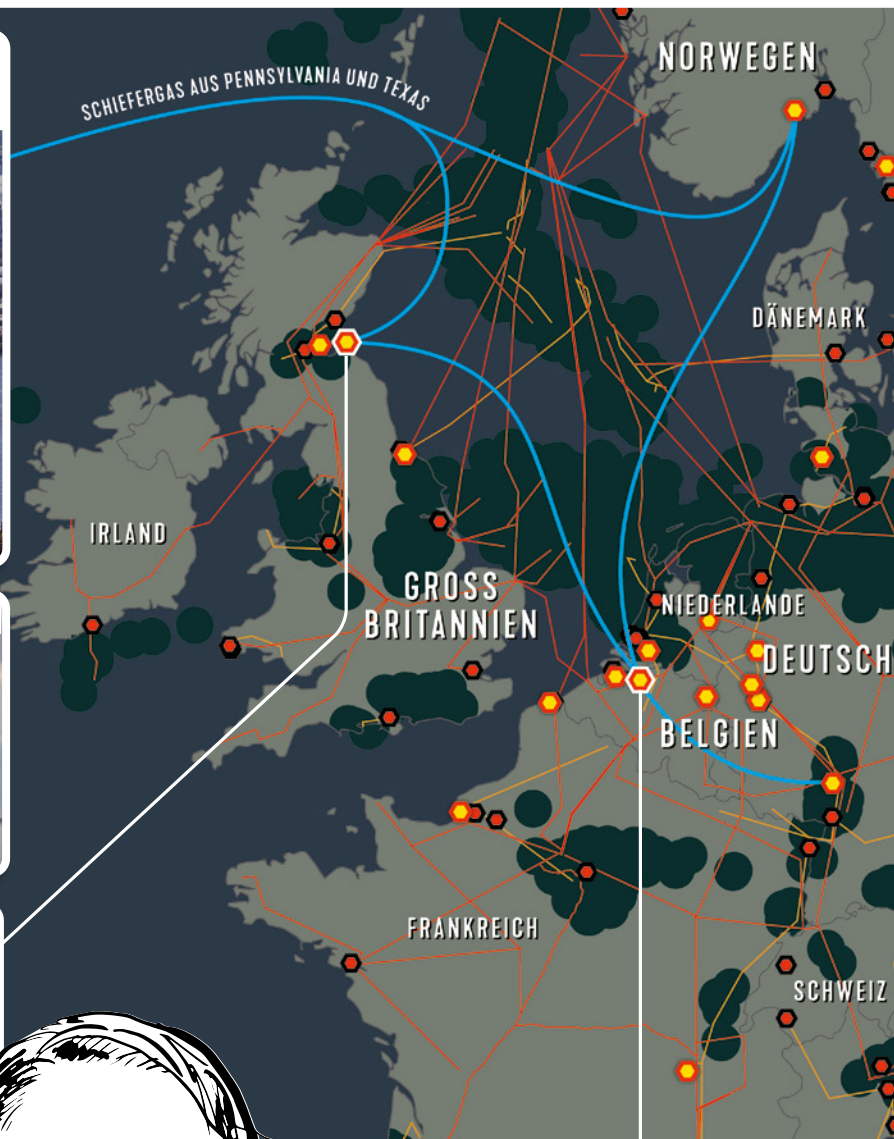 NORWEGEN
SCHIEFERGAS AUS PENNSYLVANIA UND TEXAS
DÄNEMARK
IRLAND
GROSS
BRITANNIEN
NIEDERLANDE
DEUTSCH
BELGIEN
FRANKREICH
SCHWEIZ